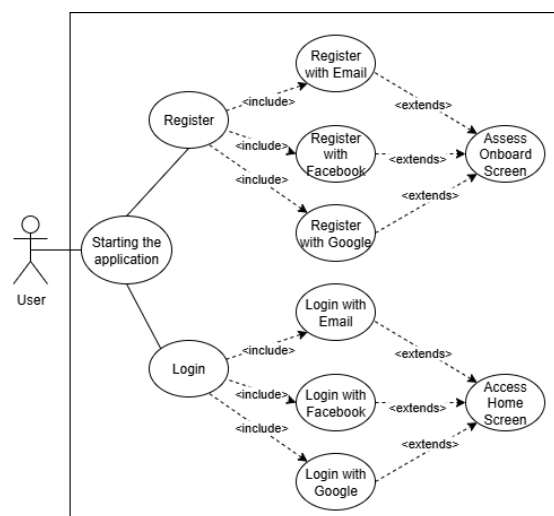 Register
with Email
<include>
<extends>
Register
<include>
Register
with
Facebook
<extends>
Assess
Onboard
Screen
<include>
<extends>
Register
with Google
Starting the
application
User
Login with
Email
<include>
<extends>
Login
<include>
Login with
Facebook
<extends>
Access
Home
Screen
<include>
<extends>
Login with
Google